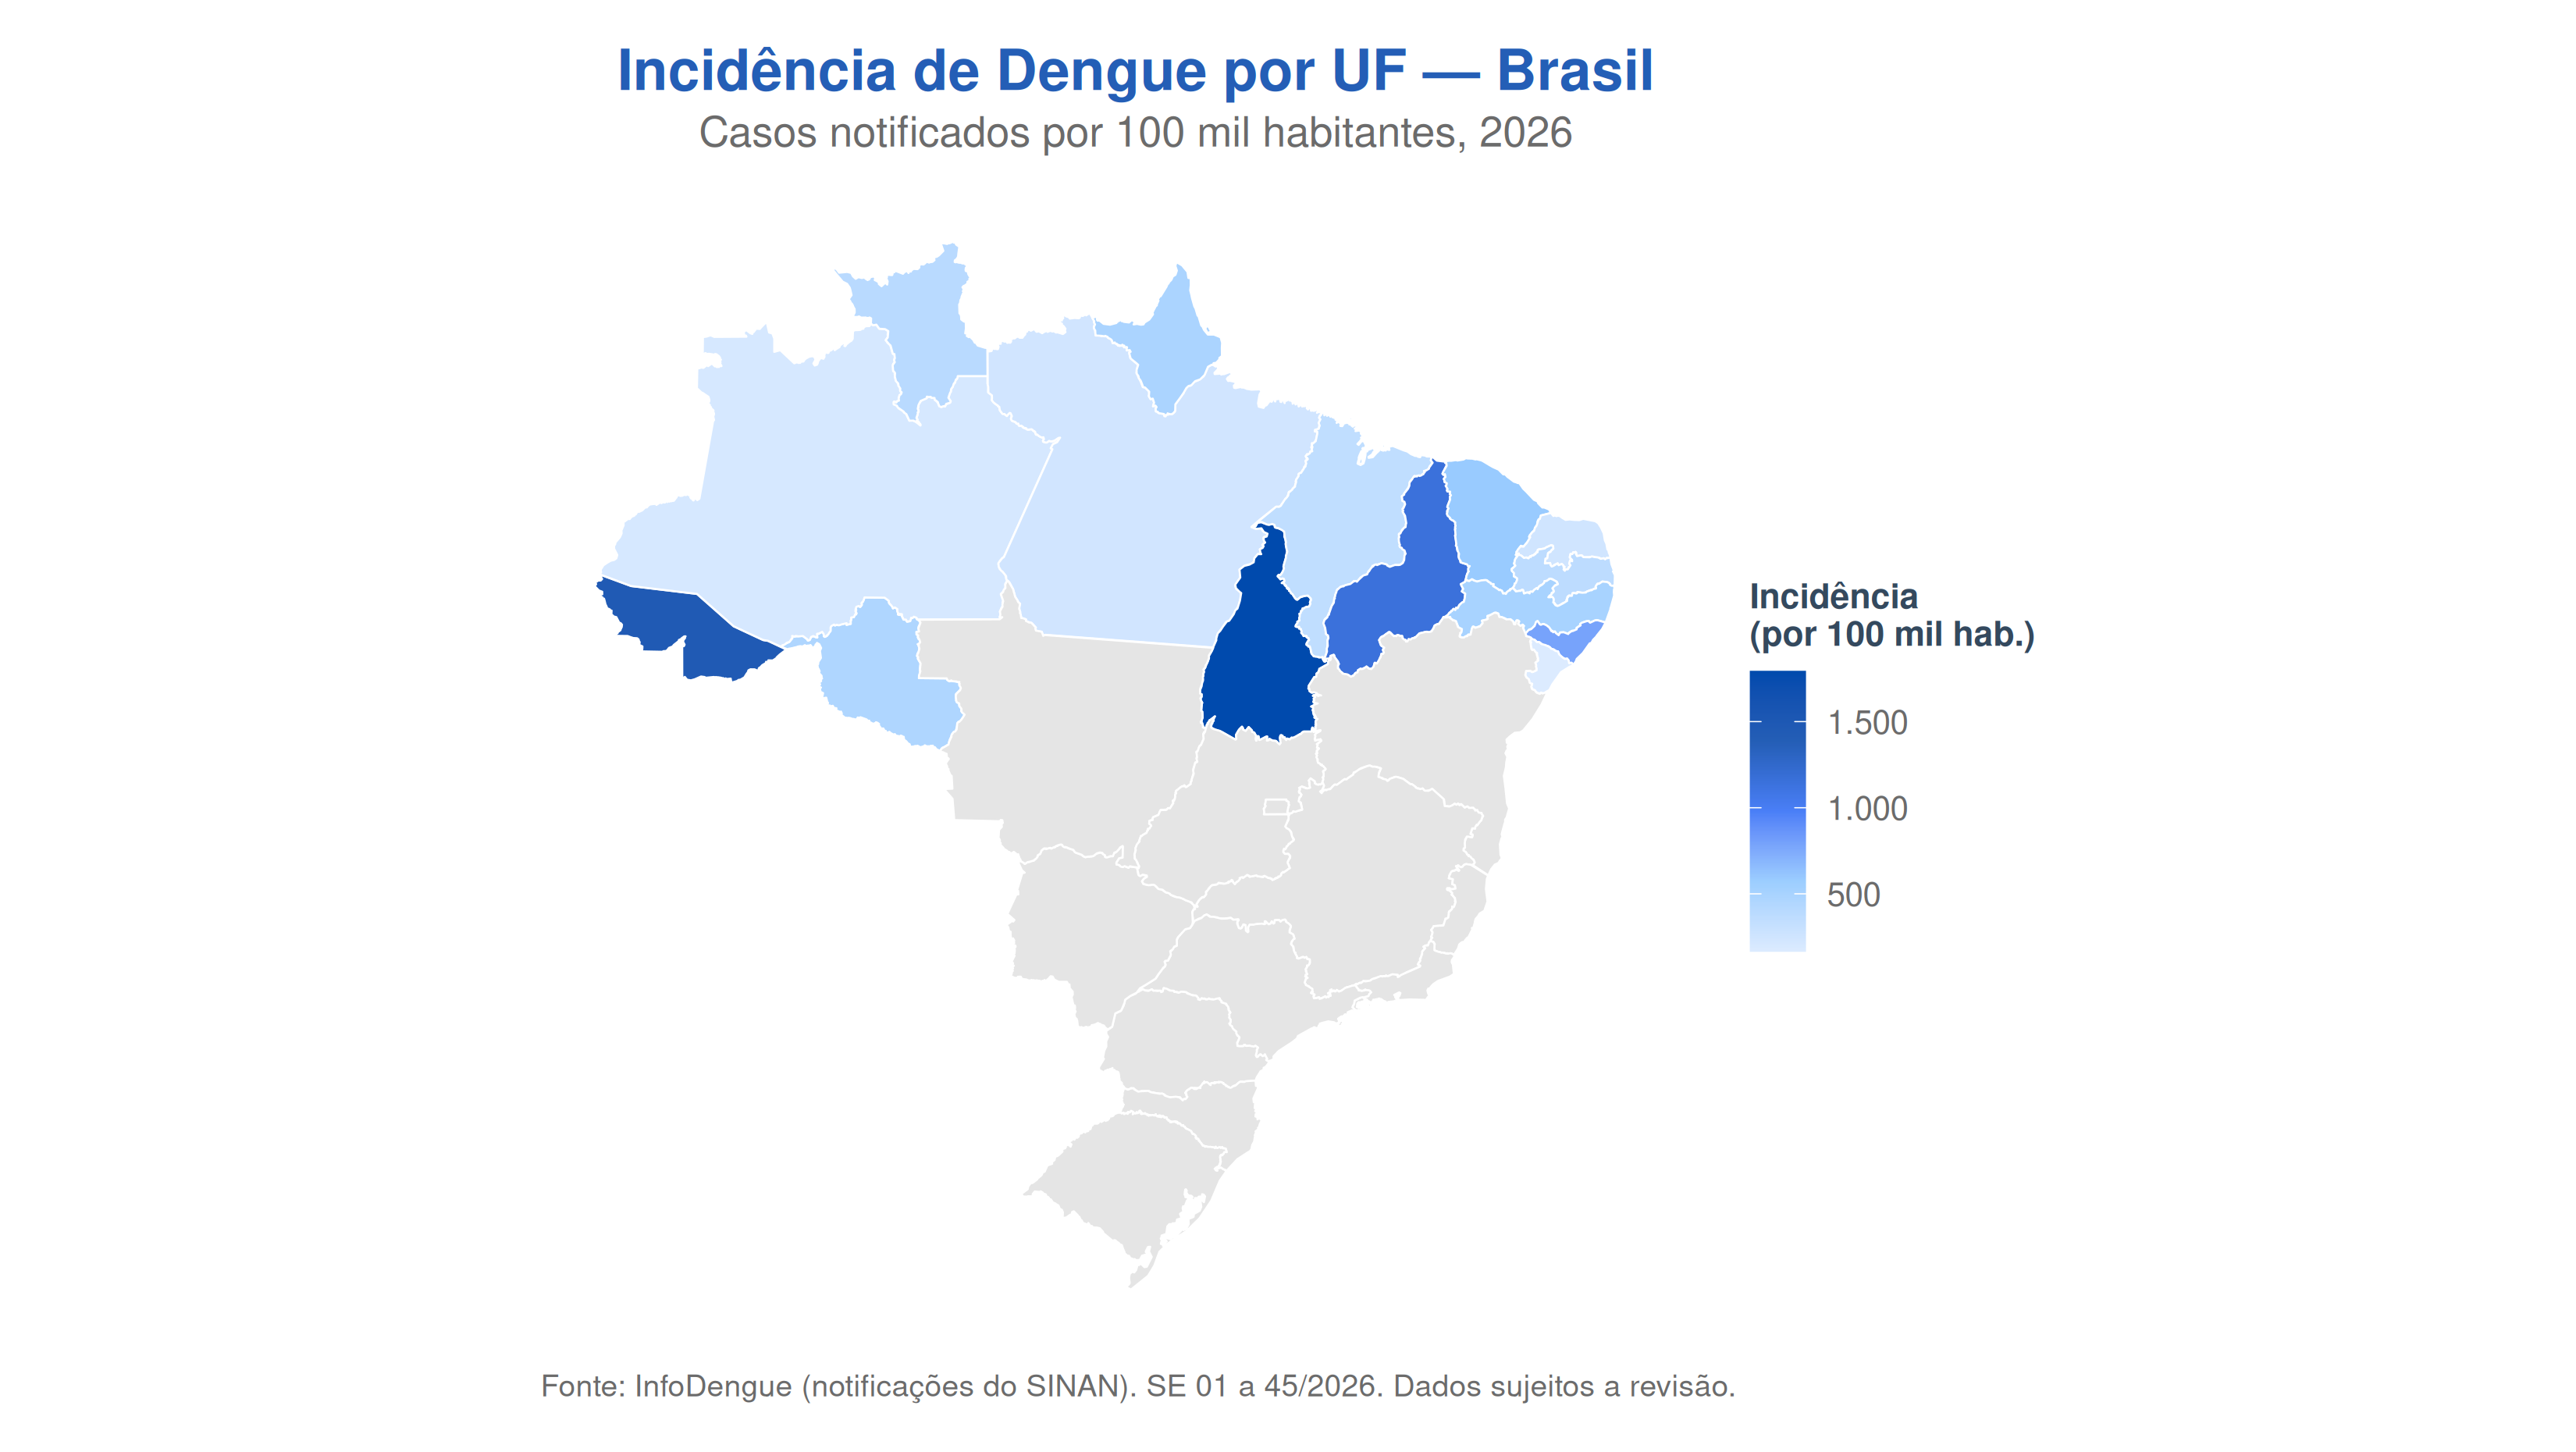 Incidência de Dengue por UF — Brasil
Casos notificados por 100 mil habitantes, 2026
Incidência
(por 100 mil hab.)
1.500
1.000
500
Fonte: InfoDengue (notificações do SINAN). SE 01 a 45/2026. Dados sujeitos a revisão.